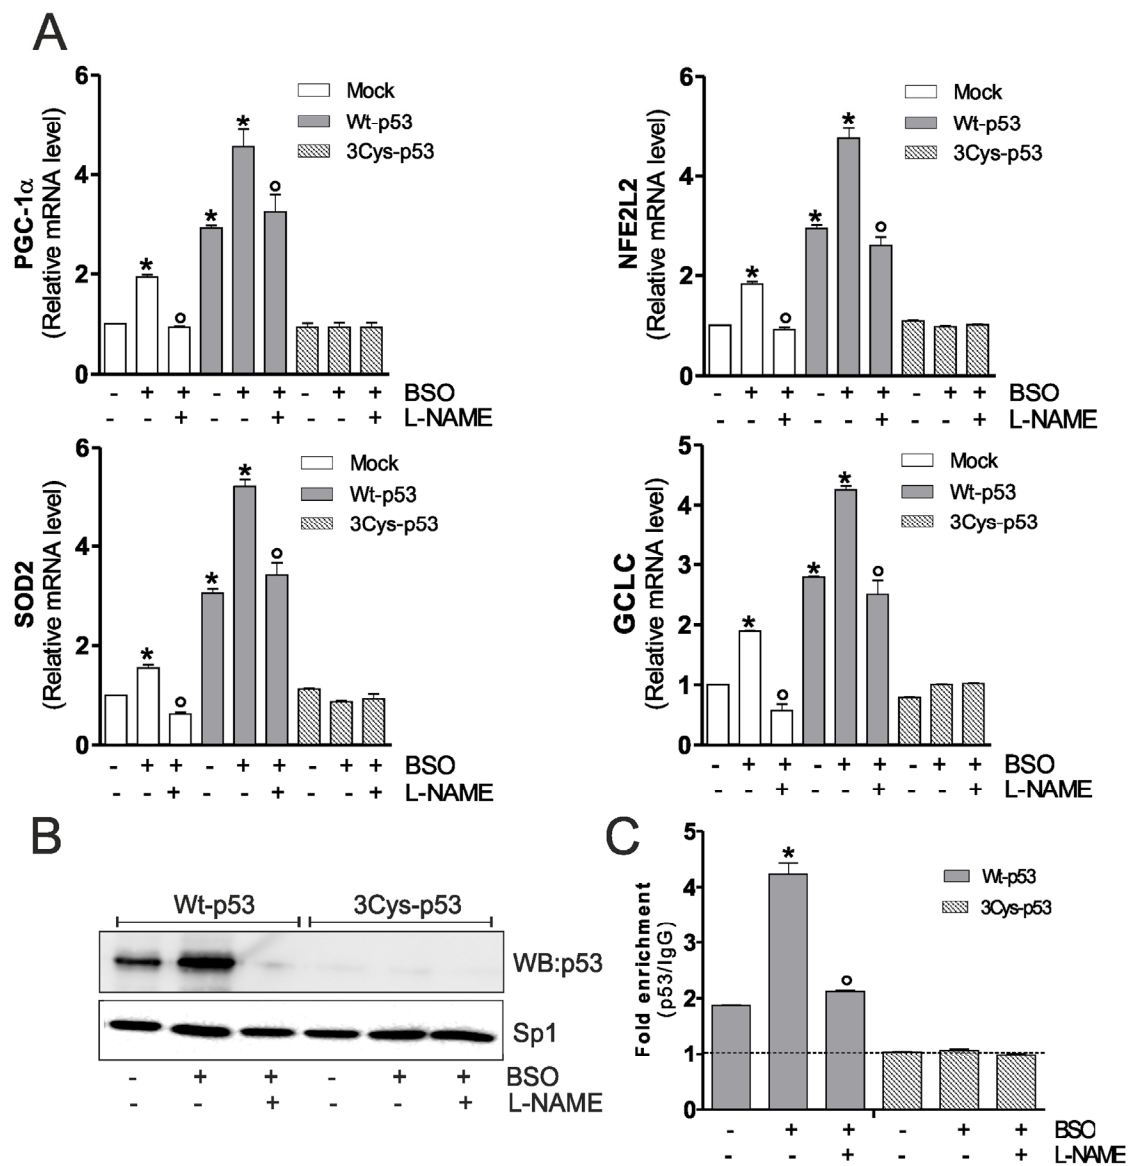 A
PGC-1α
(Relative mRNA level)
6
4
2
0
Mock
Wt-p53
3Cys-p53
- + + - + + - + + BSO
- - + - - + - - + L-NAME
NFE2L2
(Relative mRNA level)
6
4
2
0
Mock
Wt-p53
3Cys-p53
- + + - + + - + + BSO
- - + - - + - - + L-NAME
SOD2
(Relative mRNA level)
6
4
2
0
Mock
Wt-p53
3Cys-p53
- + + - + + - + + BSO
- - + - - + - - + L-NAME
GCLC
(Relative mRNA level)
5
4
3
2
1
0
Mock
Wt-p53
3Cys-p53
- + + - + + - + + BSO
- - + - - + - - + L-NAME
B
Wt-p53 3Cys-p53
WB:p53
Sp1
- + + - + + BSO
- - + - - + L-NAME
C
Fold enrichment
(p53/IgG)
5
4
3
2
1
0
Wt-p53
3Cys-p53
- + + - + + BSO
- - + - - + L-NAME